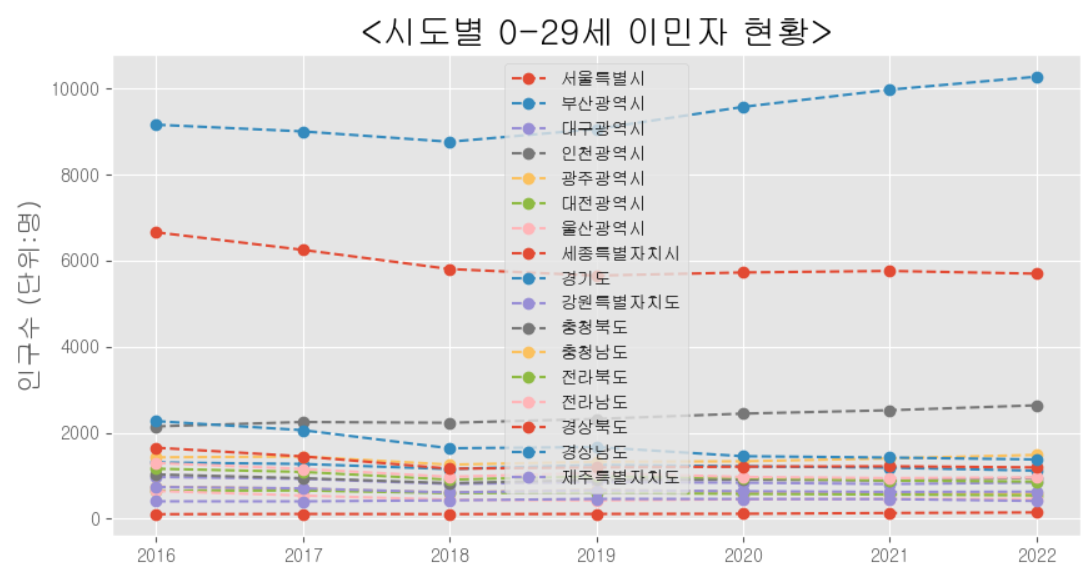 <시도별 0-29세 이민자 현황>
서울특별시
부산광역시
대구광역시
인천광역시
광주광역시
대전광역시
울산광역시
세종특별자치시
경기도
강원특별자치도
충청북도
충청남도
전라북도
전라남도
경상북도
경상남도
제주특별자치도
인구수 (단위:명)
10000
8000
6000
4000
2000
0
2016 2017 2018 2019 2020 2021 2022